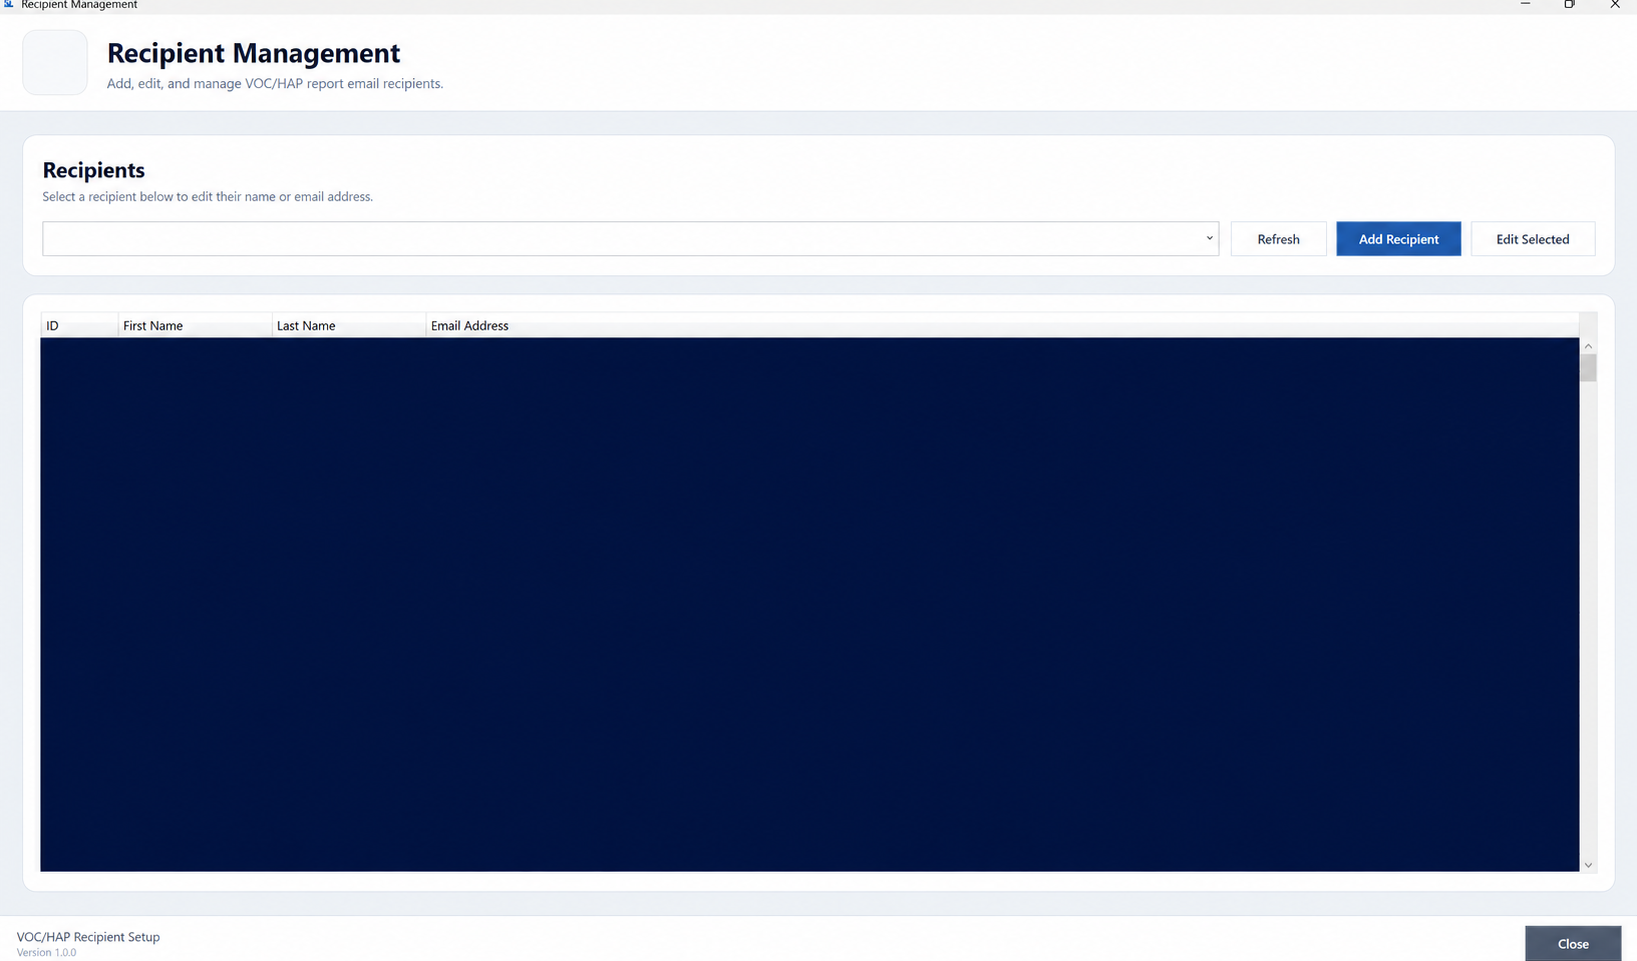 Recipient Management
Recipient Management
Add, edit, and manage VOC/HAP report email recipients.
Recipients
Select a recipient below to edit their name or email address.
Refresh
Add Recipient
Edit Selected
ID
First Name
Last Name
Email Address
VOC/HAP Recipient Setup
Version 1.0.0
Close